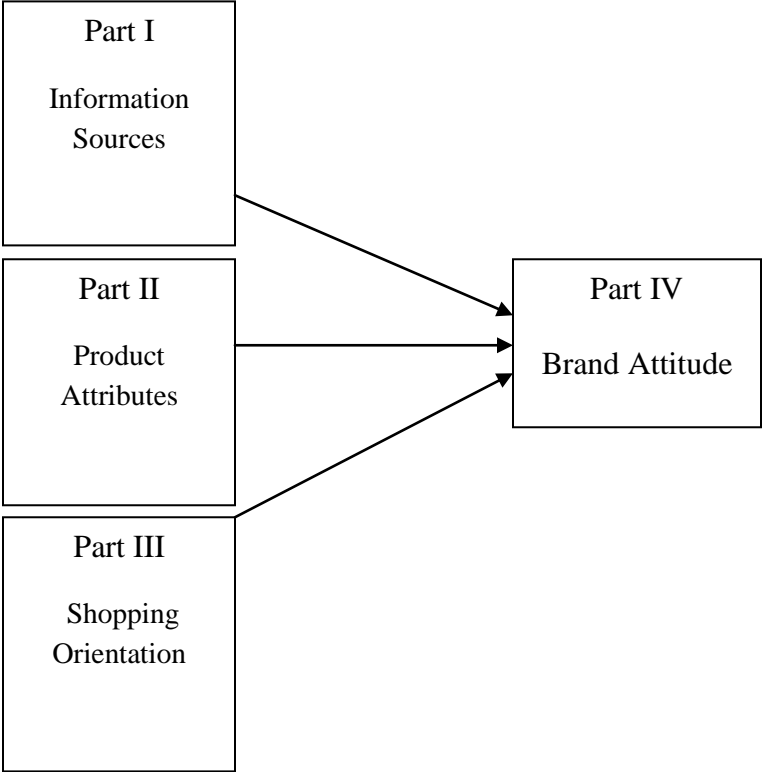 Part I
Information
Sources
Part II
Product
Attributes
Part III
Shopping
Orientation
Part IV
Brand Attitude